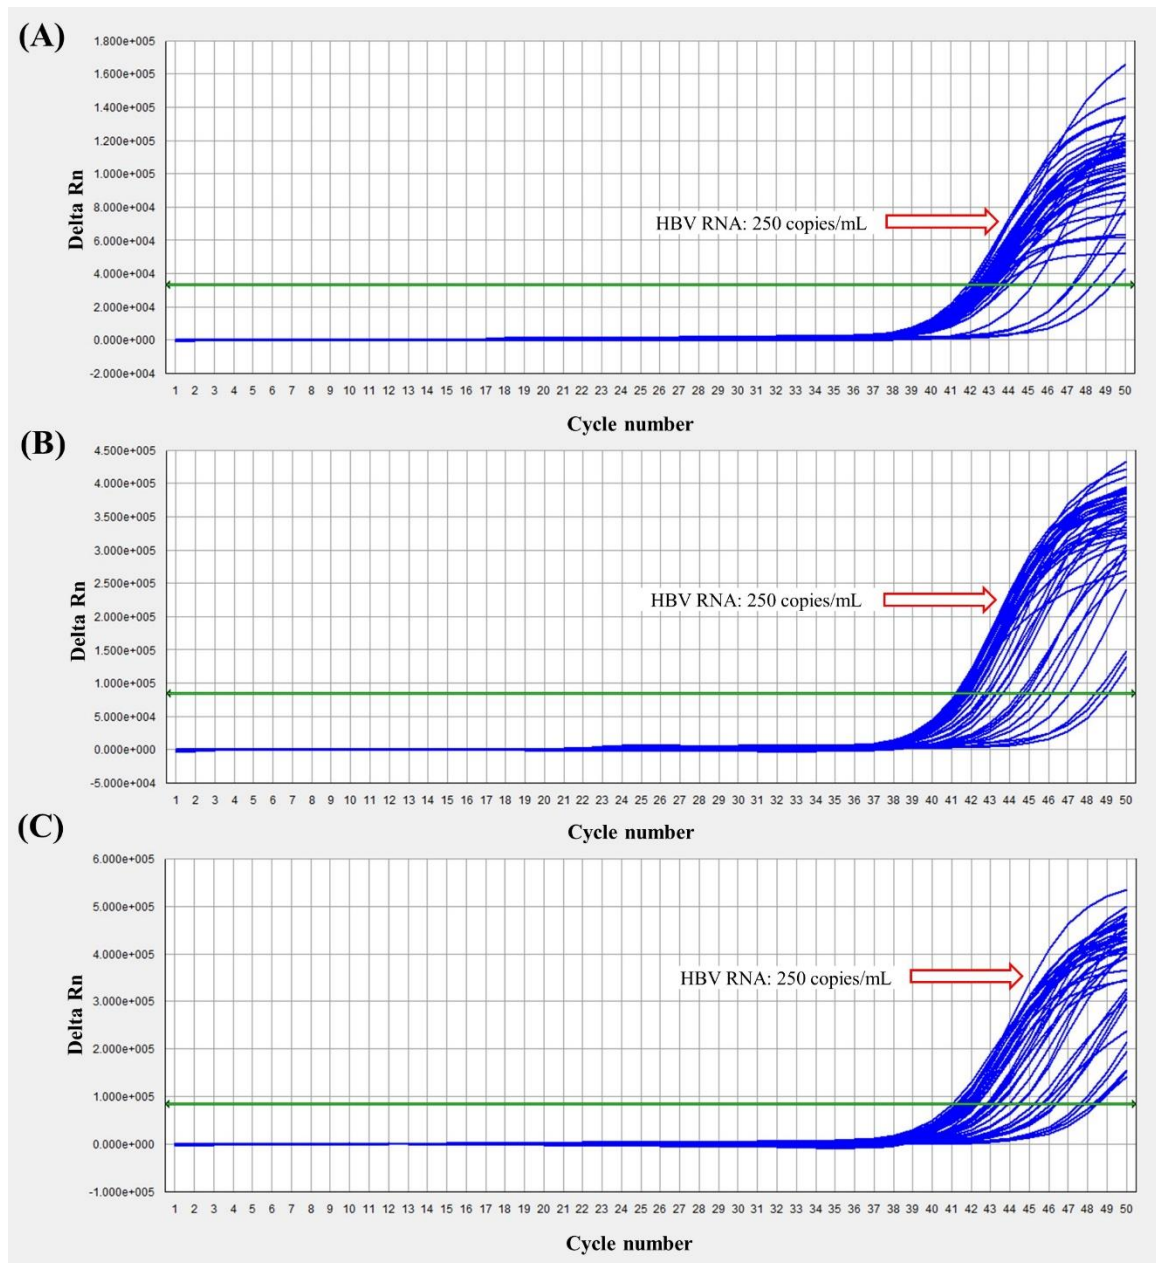 (A)
1.800e+005
1.600e+005
1.400e+005
1.200e+005
1.000e+005
8.000e+004
6.000e+004
4.000e+004
2.000e+004
0.000e+000
-2.000e+004
Delta Rn
HBV RNA: 250 copies/mL
1 2 3 4 5 6 7 8 9 10 11 12 13 14 15 16 17 18 19 20 21 22 23 24 25 26 27 28 29 30 31 32 33 34 35 36 37 38 39 40 41 42 43 44 45 46 47 48 49 50
Cycle number
(B)
4.500e+005
4.000e+005
3.500e+005
3.000e+005
2.500e+005
2.000e+005
1.500e+005
1.000e+005
5.000e+004
0.000e+000
-5.000e+004
Delta Rn
HBV RNA: 250 copies/mL
1 2 3 4 5 6 7 8 9 10 11 12 13 14 15 16 17 18 19 20 21 22 23 24 25 26 27 28 29 30 31 32 33 34 35 36 37 38 39 40 41 42 43 44 45 46 47 48 49 50
Cycle number
(C)
6.000e+005
5.000e+005
4.000e+005
3.000e+005
2.000e+005
1.000e+005
0.000e+000
-1.000e+005
Delta Rn
HBV RNA: 250 copies/mL
1 2 3 4 5 6 7 8 9 10 11 12 13 14 15 16 17 18 19 20 21 22 23 24 25 26 27 28 29 30 31 32 33 34 35 36 37 38 39 40 41 42 43 44 45 46 47 48 49 50
Cycle number